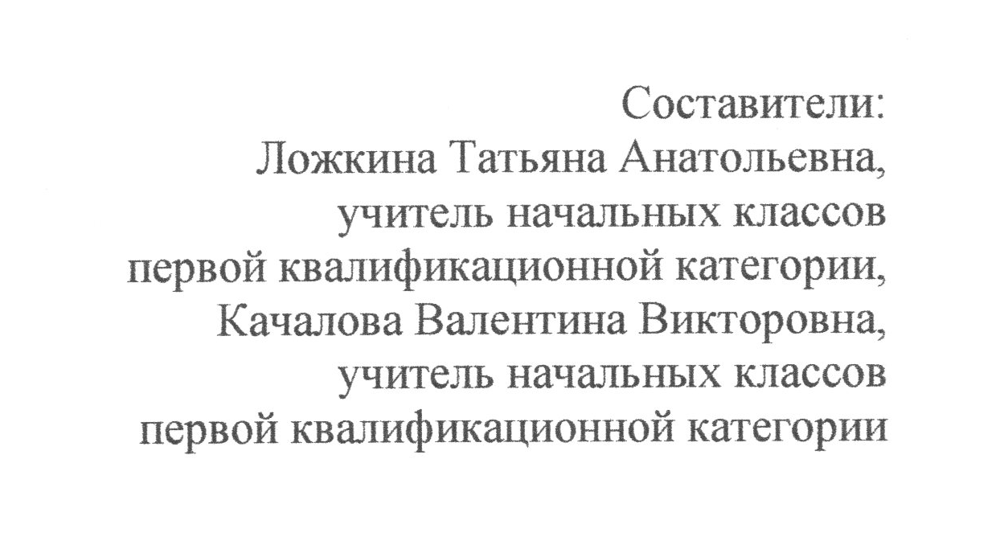 Составители:
Ложкина Татьяна Анатольевна,
учитель начальных классов
первой квалификационной категории,
Качалова Валентина Викторовна,
учитель начальных классов
первой квалификационной категории